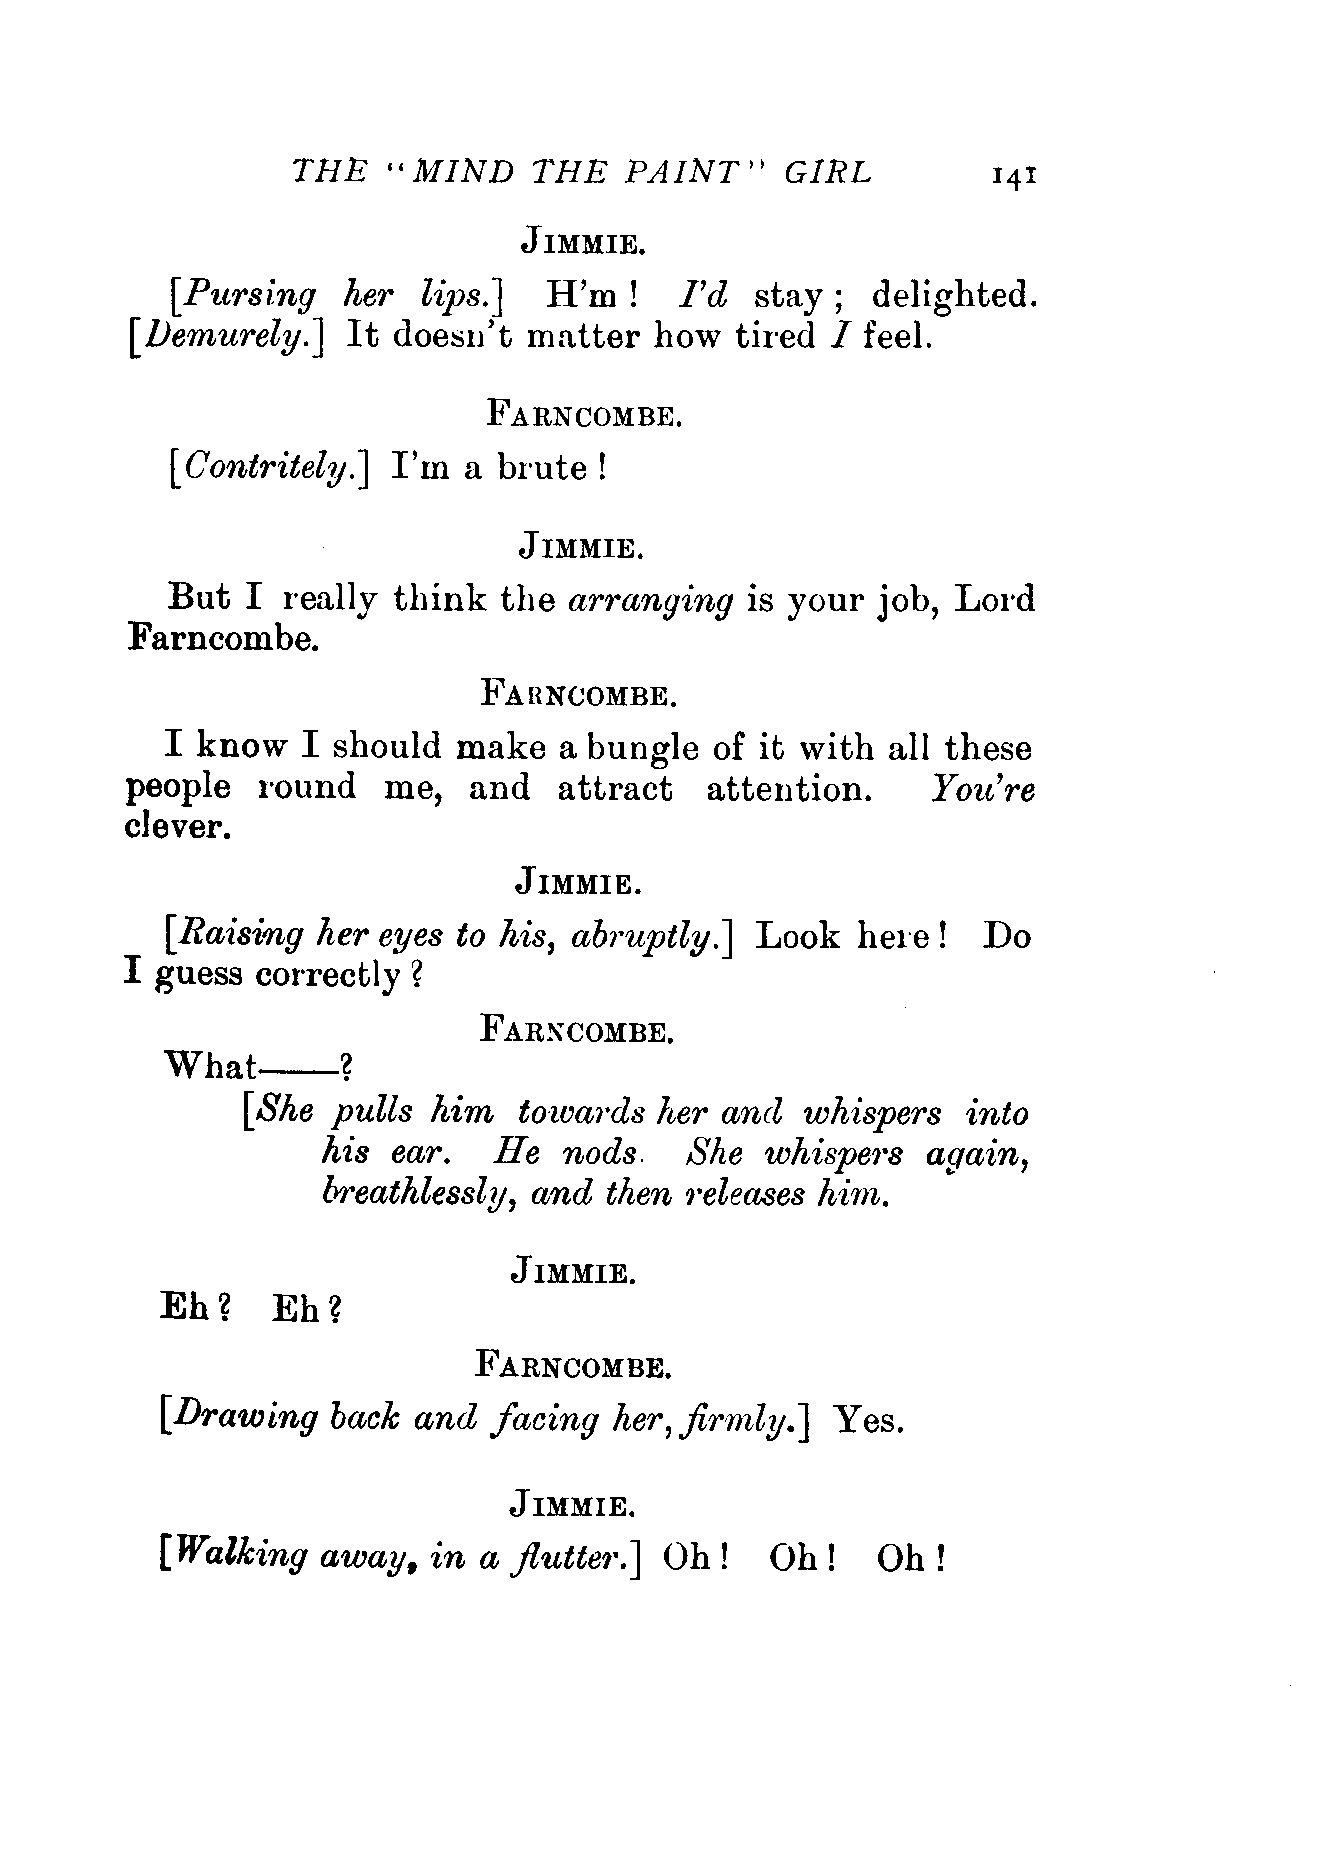 THE "MIND THE PAINT" GIRL 141
JIMMIE.
[Pursing her lips.] H'm! I'd stay; delighted.
[Demurely.] It doesn't matter how tired I feel.
FARNCOMBE.
[Contritely.] I'm a brute!
JIMMIE.
But I really think the arranging is your job, Lord
Farncombe.
FARNCOMBE.
I know I should make a bungle of it with all these
people round me, and attract attention. You're
clever.
JIMMIE.
[Raising her eyes to his, abruptly.] Look here! Do
I guess correctly?
FARNCOMBE.
What——?
[She pulls him towards her and whispers into
his ear. He nods. She whispers again,
breathlessly, and then releases him.
JIMMIE.
Eh? Eh?
FARNCOMBE.
[Drawing back and facing her, firmly.] Yes.
JIMMIE.
[Walking away, in a flutter.] Oh! Oh! Oh!